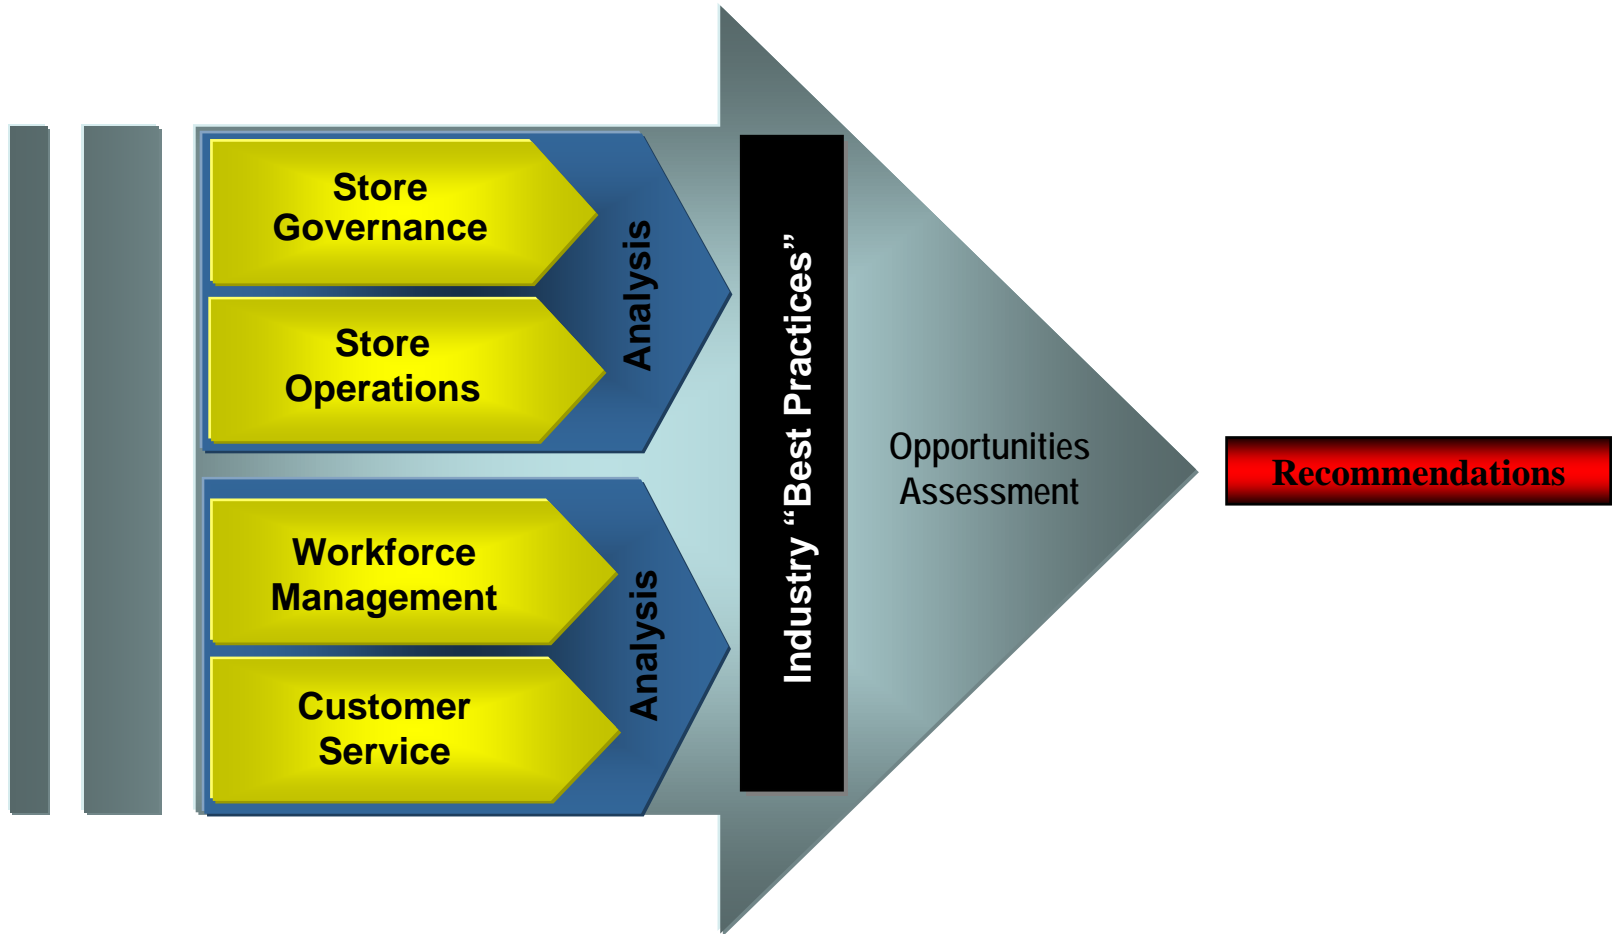 Store
Governance
Store
Operations
Analysis
Workforce
Management
Customer
Service
Analysis
Industry “Best Practices”
Opportunities
Assessment
Recommendations